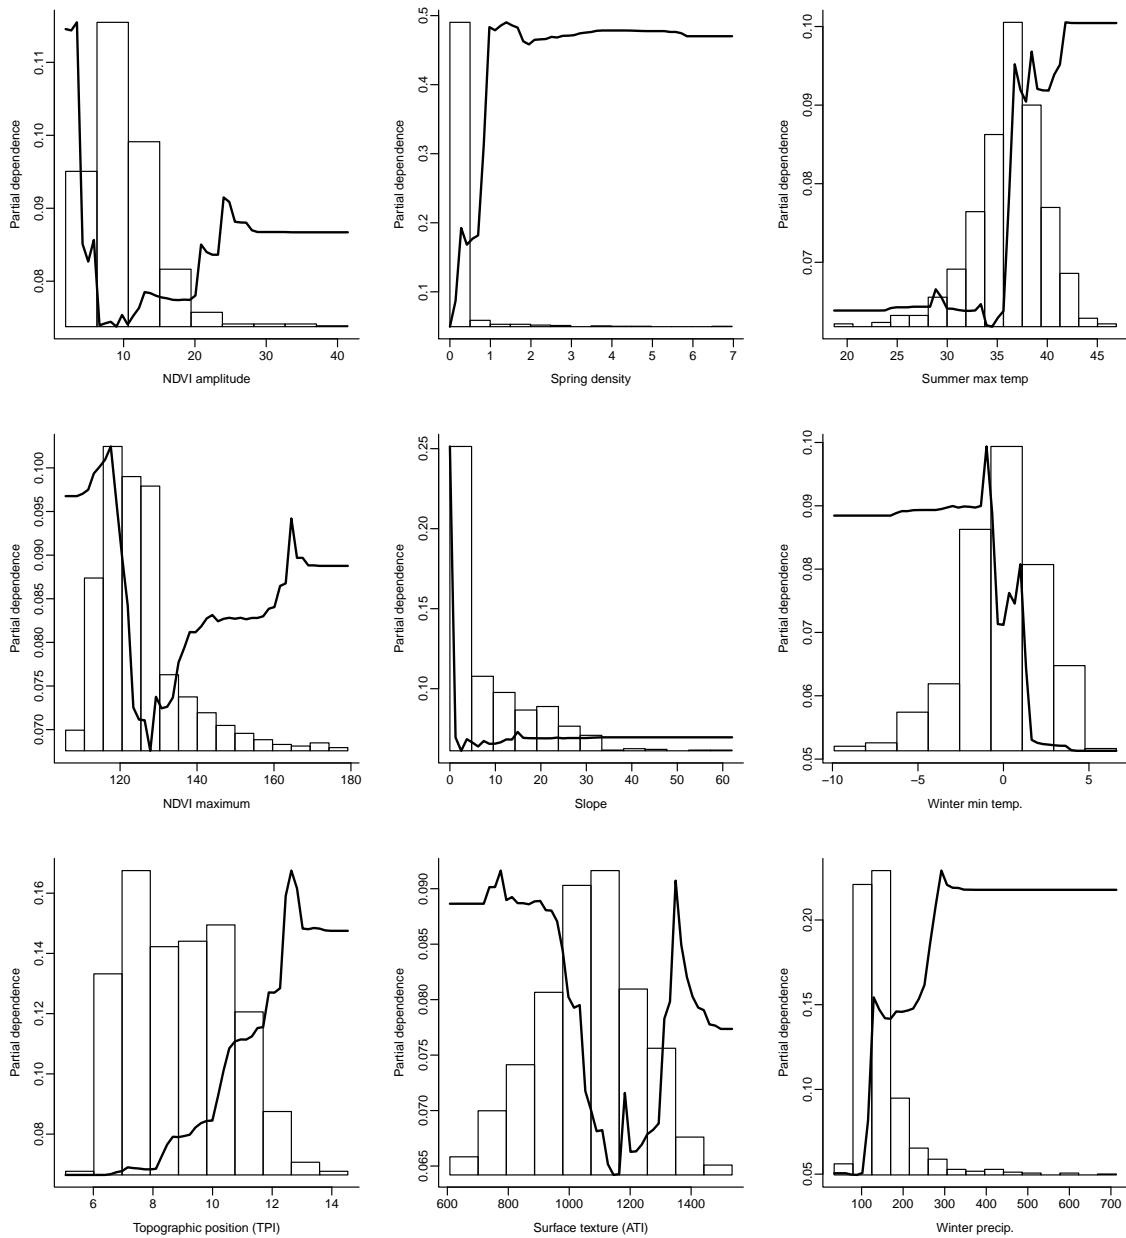 Partial dependence
0.08 0.09 0.10 0.11
10 20 30 40
NDVI amplitude
Partial dependence
0.1 0.2 0.3 0.4 0.5
0 1 2 3 4 5 6 7
Spring density
Partial dependence
0.07 0.08 0.09 0.10
20 25 30 35 40 45
Summer max temp
Partial dependence
0.070 0.075 0.080 0.085 0.090 0.095 0.100
120 140 160 180
NDVI maximum
Partial dependence
0.10 0.15 0.20 0.25
0 10 20 30 40 50 60
Slope
Partial dependence
0.05 0.06 0.07 0.08 0.09 0.10
−10 −5 0 5
Winter min temp.
Partial dependence
0.08 0.10 0.12 0.14 0.16
6 8 10 12 14
Topographic position (TPI)
Partial dependence
0.065 0.070 0.075 0.080 0.085 0.090
600 800 1000 1200 1400
Surface texture (ATI)
Partial dependence
0.05 0.10 0.15 0.20
100 200 300 400 500 600 700
Winter precip.